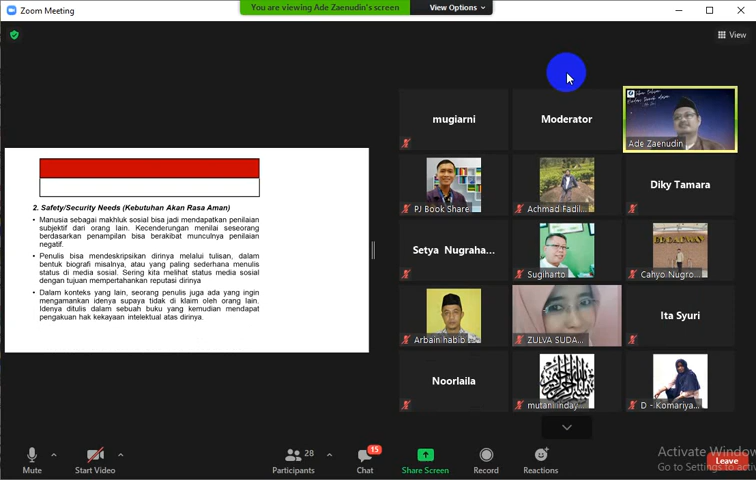 Zoom Meeting
You are viewing Ade Zaenudin's screen
View Options
View
mugiarni
Moderator
Ade Zaenudin
PJ Book Share
Achmad Fadil...
Diky Tamara
2. Safety/Security Needs (Kebutuhan Akan Rasa Aman)
• Manusia sebagai makhluk sosial bisa jadi mendapatkan penilaian
subjektif dari orang lain. Kecenderungan menilai seseorang
berdasarkan penampilan bisa berakibat munculnya penilaian
negatif.
• Penulis bisa mendeskripsikan dirinya melalui tulisan, dalam
bentuk biografi misalnya, atau yang paling sederhana menulis
status di media sosial. Sering kita melihat status media sosial
dengan tujuan mempertahankan reputasi dirinya
• Dalam konteks yang lain, seorang penulis juga ada yang ingin
mengamankan idenya supaya tidak di klaim oleh orang lain.
Idenya ditulis dalam sebuah buku yang kemudian mendapat
pengakuan hak kekayaan intelektual atas dirinya.
Setya Nugraha...
Sugiharto
Cahyo Nugro...
Arbain habib
ZULVA SUDA...
Ita Syuri
Noorlaila
D - Komariya...
Mute
Start Video
28
Participants
15
Chat
Share Screen
Record
Reactions
Leave
Activate Window
Go to Settings to acti